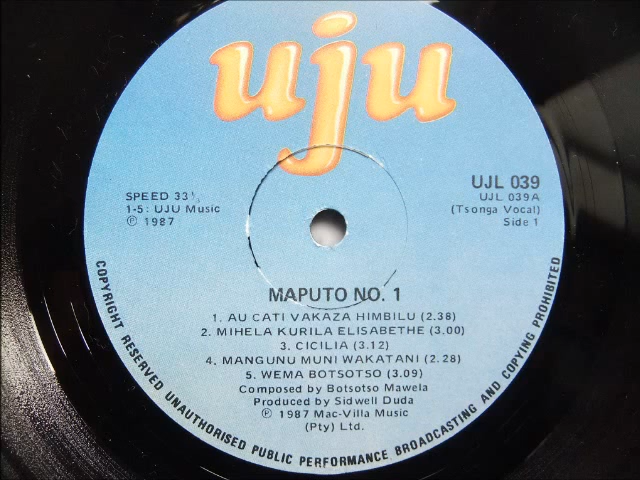 uju
SPEED 33⅓
1-5: UJU Music
℗ 1987
UJL 039
UJL 039A
(Tsonga Vocal)
Side 1
MAPUTO NO. 1
1. AU CATI VAKAZA HIMBILU (2.38)
2. MIHELA KURILA ELISABETHE (3.00)
3. CICILIA (3.12)
4. MANGUNU MUNI WAKATANI (2.28)
5. WEMA BOTSOTSO (3.09)
Composed by Botsotso Mawela
Produced by Sidwell Duda
℗ 1987 Mac-Villa Music
(Pty) Ltd.
COPYRIGHT RESERVED UNAUTHORISED PUBLIC PERFORMANCE BROADCASTING AND COPYING PROHIBITED